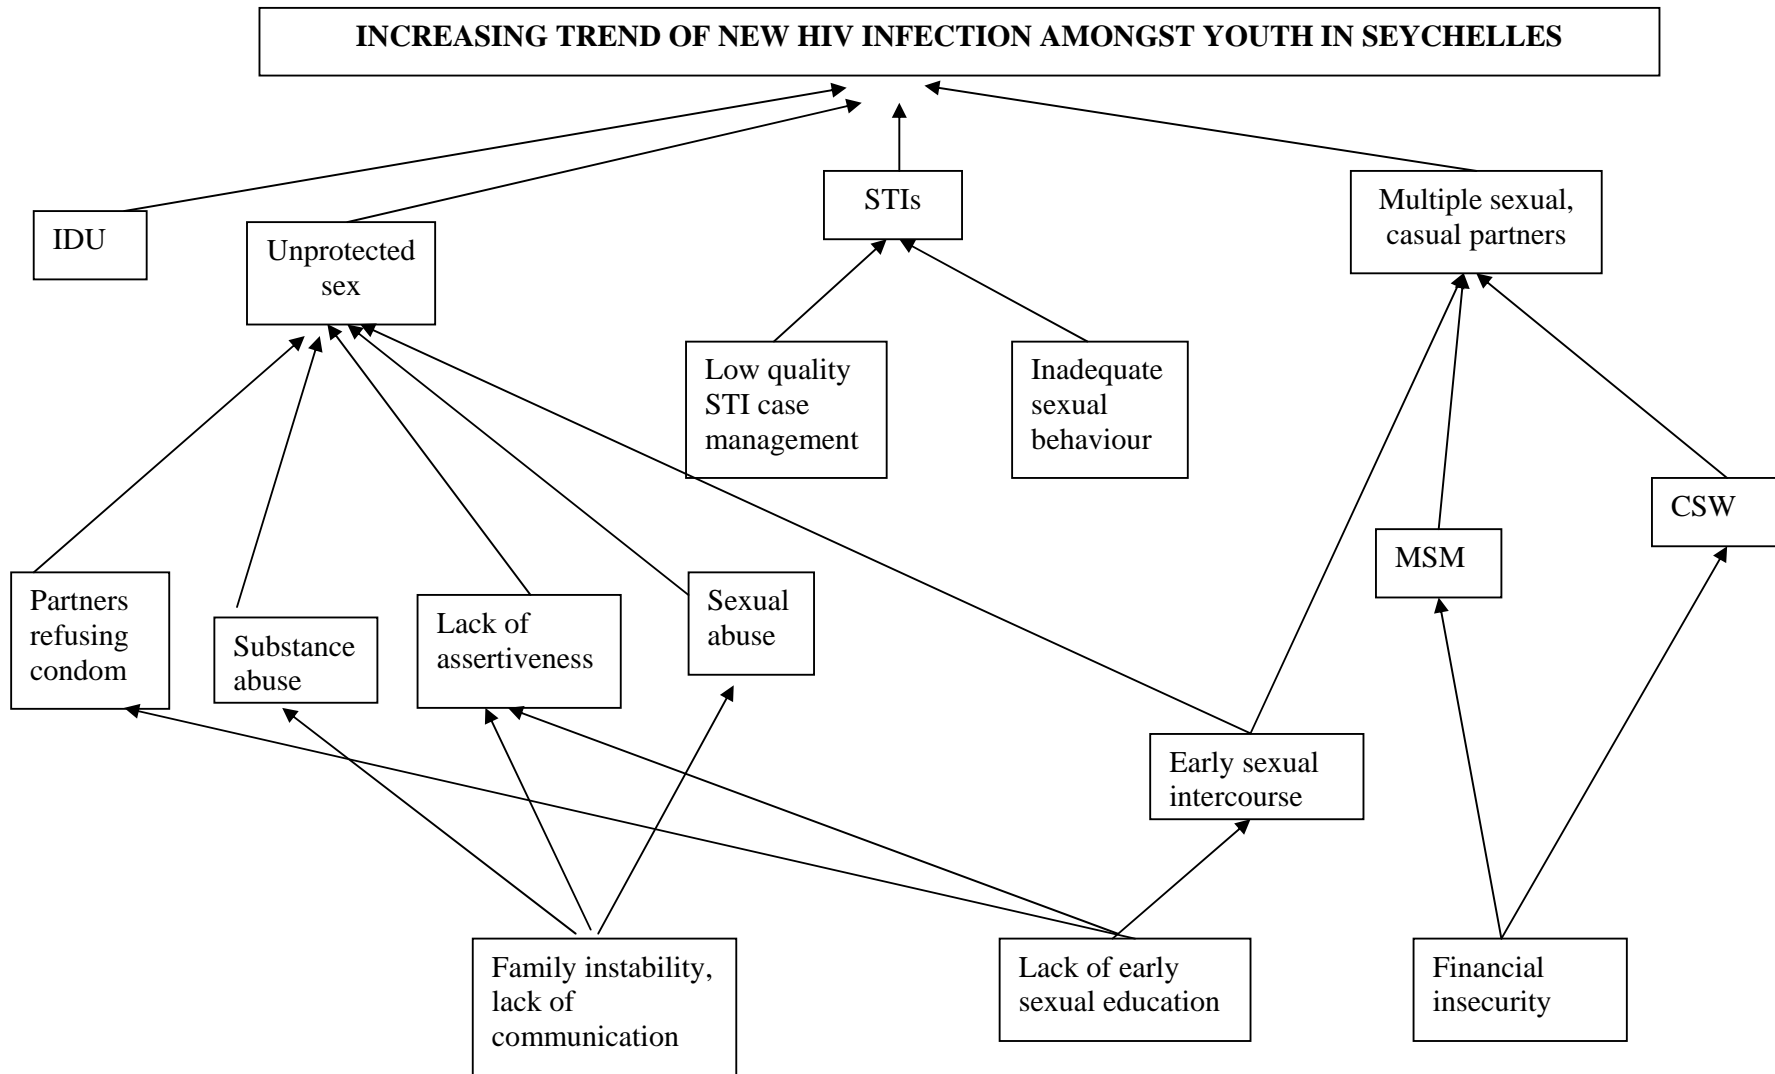 INCREASING TREND OF NEW HIV INFECTION AMONGST YOUTH IN SEYCHELLES
IDU
Unprotected
sex
STIs
Multiple sexual,
casual partners
Low quality
STI case
management
Inadequate
sexual
behaviour
CSW
MSM
Partners
refusing
condom
Substance
abuse
Lack of
assertiveness
Sexual
abuse
Early sexual
intercourse
Family instability,
lack of
communication
Lack of early
sexual education
Financial
insecurity